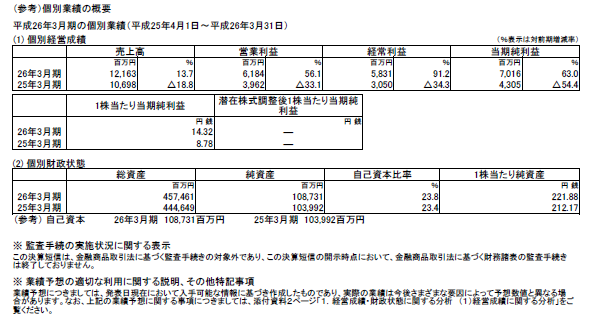 (参考)個別業績の概要
平成26年3月期の個別業績(平成25年4月1日～平成26年3月31日)
(1) 個別経営成績 (％表示は対前期増減率)
売上高 営業利益 経常利益 当期純利益
百万円 ％ 百万円 ％ 百万円 ％ 百万円 ％
26年3月期 12,163 13.7 6,184 56.1 5,831 91.2 7,016 63.0
25年3月期 10,698 △18.8 3,962 △33.1 3,050 △34.3 4,305 △54.4
1株当たり当期純利益 潜在株式調整後1株当たり当期純
利益
円 銭 円 銭
26年3月期 14.32 ―
25年3月期 8.78 ―
(2) 個別財政状態
総資産 純資産 自己資本比率 1株当たり純資産
百万円 百万円 ％ 円 銭
26年3月期 457,461 108,731 23.8 221.88
25年3月期 444,649 103,992 23.4 212.17
(参考) 自己資本 26年3月期 108,731百万円 25年3月期 103,992百万円
※ 監査手続の実施状況に関する表示
この決算短信は、金融商品取引法に基づく監査手続の対象外であり、この決算短信の開示時点において、金融商品取引法に基づく財務諸表の監査手続き
は終了しておりません。
※ 業績予想の適切な利用に関する説明、その他特記事項
業績予想につきましては、発表日現在において入手可能な情報に基づき作成したものであり、実際の業績は今後さまざまな要因によって予想数値と異なる場
合があります。なお、上記の業績予想に関する事項につきましては、添付資料2ページ「1. 経営成績・財政状態に関する分析 (1)経営成績に関する分析」をご
覧ください。